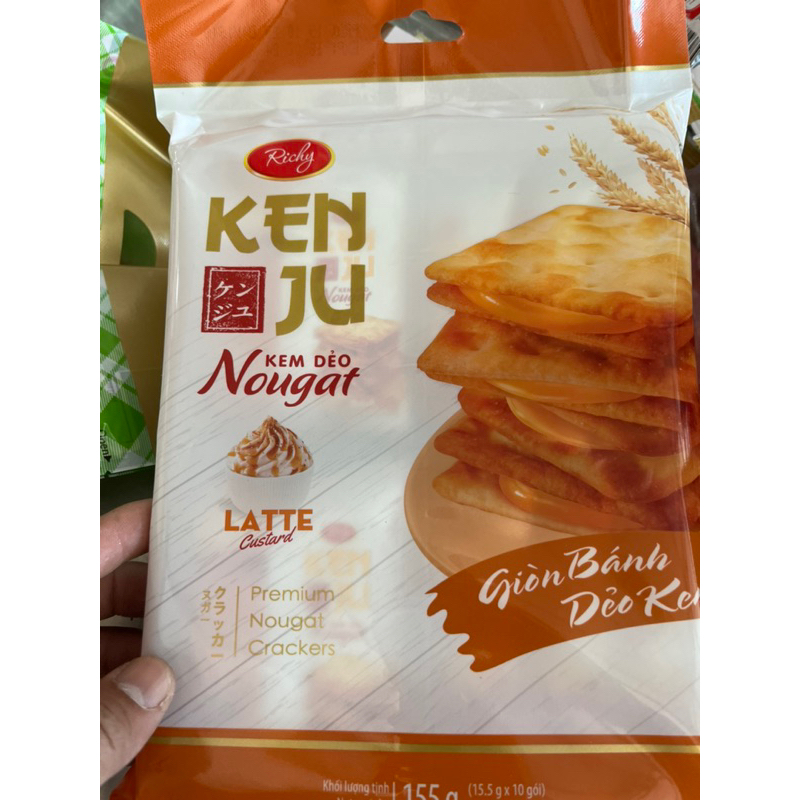 Richy
KEN
JU
ケン
ジュ
KEM DẺO
Nougat
LATTE
Custard
クラッカー
ヌガー
Premium
Nougat
Crackers
Giòn Bánh
Dẻo Ke
Khối lượng tịnh
155 g
(15.5 g x 10 gói)